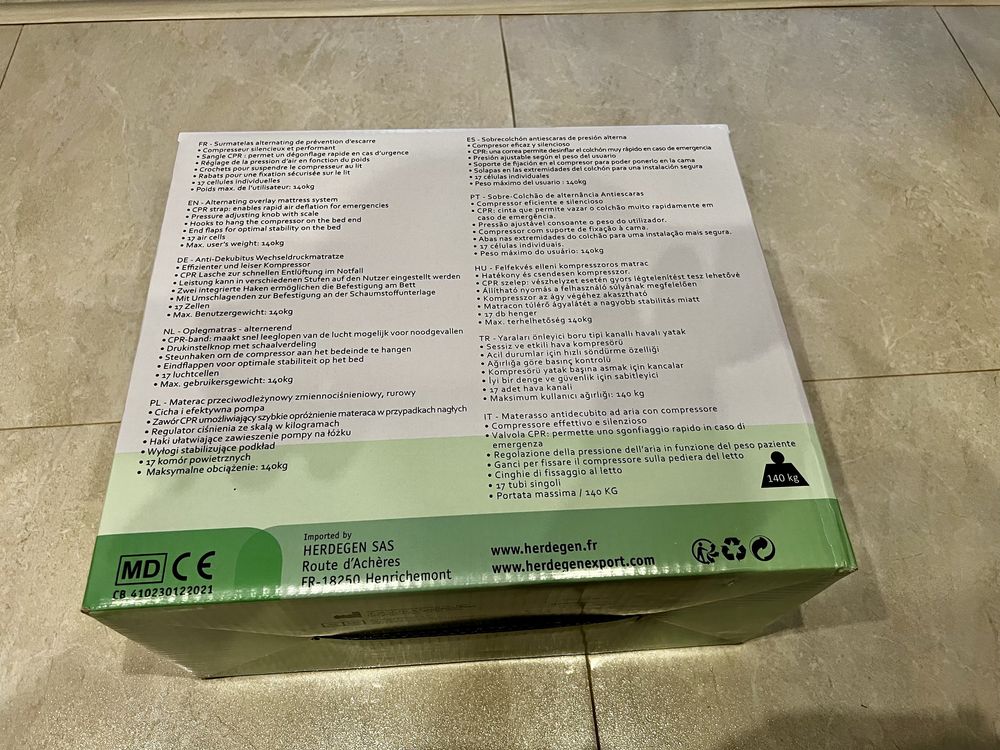 FR - Surmatelas alternating de prévention d'escarre
• Compresseur silencieux et performant
• Sangle CPR : permet un dégonflage rapide en cas d'urgence
• Réglage de la pression d'air en fonction du poids
• Crochets pour suspendre le compresseur au lit
• Rabats pour une fixation sécurisée sur le lit
• 17 cellules individuelles
• Poids max. de l'utilisateur: 140kg
EN - Alternating overlay mattress system
• CPR strap: enables rapid air deflation for emergencies
• Pressure adjusting knob with scale
• Hooks to hang the compressor on the bed end
• End flaps for optimal stability on the bed
• 17 air cells
• Max. user's weight: 140kg
DE - Anti-Dekubitus Wechseldruckmatratze
• Effizienter und leiser Kompressor
• CPR Lasche zur schnellen Entlüftung im Notfall
• Leistung kann in verschiedenen Stufen auf den Nutzer eingestellt werden
• Zwei integrierte Haken ermöglichen die Befestigung am Bett
• Mit Umschlagenden zur Befestigung an der Schaumstoffunterlage
• 17 Zellen
• Max. Benutzergewicht: 140kg
NL - Oplegmatras - alternerend
• CPR-band: maakt snel leeglopen van de lucht mogelijk voor noodgevallen
• Drukinstelknop met schaalverdeling
• Steunhaken om de compressor aan het bedeinde te hangen
• Eindflappen voor optimale stabiliteit op het bed
• 17 luchtcellen
• Max. gebruikersgewicht: 140kg
PL - Materac przeciwodleżynowy zmiennociśnieniowy, rurowy
• Cicha i efektywna pompa
• Zawór CPR umożliwiający szybkie opróżnienie materaca w przypadkach nagłych
• Regulator ciśnienia ze skalą w kilogramach
• Haki ułatwiające zawieszenie pompy na łóżku
• Wyłogi stabilizujące podkład
• 17 komór powietrznych
• Maksymalne obciążenie: 140kg
ES - Sobrecolchón antiescaras de presión alterna
• Compresor eficaz y silencioso
• CPR: una correa permite desinflar el colchón muy rápido en caso de emergencia
• Presión ajustable según el peso del usuario
• Soporte de fijación en el compresor para poder ponerlo en la cama
• Solapas en las extremidades del colchón para una instalación segura
• 17 células individuales
• Peso máximo del usuario : 140kg
PT - Sobre-Colchão de alternância Antiescaras
• Compressor eficiente e silencioso
• CPR: cinta que permite vazar o colchão muito rapidamente em
caso de emergência.
• Pressão ajustável consoante o peso do utilizador.
• Compressor com suporte de fixação à cama.
• Abas nas extremidades do colchão para uma instalação mais segura.
• 17 células individuais.
• Peso máximo do usuário: 140kg
HU - Felfekvés elleni kompresszoros matrac
• Hatékony és csendesen kompresszor.
• CPR szelep: vészhelyzet esetén gyors légtelenítést tesz lehetővé
• Állítható nyomás a felhasználó súlyának megfelelően
• Kompresszor az ágy végéhez akasztható
• Matracon túlérő ágyalátét a nagyobb stabilitás miatt
• 17 db henger
• Max. terhelhetőség 140kg
TR - Yaraları önleyici boru tipi kanallı havalı yatak
• Sessiz ve etkili hava kompresörü
• Acil durumlar için hızlı söndürme özelliği
• Ağırlığa göre basınç kontrolü
• Kompresörü yatak başına asmak için kancalar
• İyi bir denge ve güvenlik için sabitleyici
• 17 adet hava kanalı
• Maksimum kullanıcı ağırlığı: 140 kg
IT - Materasso antidecubito ad aria con compressore
• Compressore effettivo e silenzioso
• Valvola CPR: permette uno sgonfiaggio rapido in caso di
emergenza
• Regolazione della pressione dell'aria in funzione del peso paziente
• Ganci per fissare il compressore sulla pediera del letto
• Cinghie di fissaggio al letto
• 17 tubi singoli
• Portata massima / 140 KG
140 kg
MD CE
CB 410230122021
Imported by
HERDEGEN SAS
Route d'Achères
FR-18250 Henrichemont
www.herdegen.fr
www.herdegenexport.com